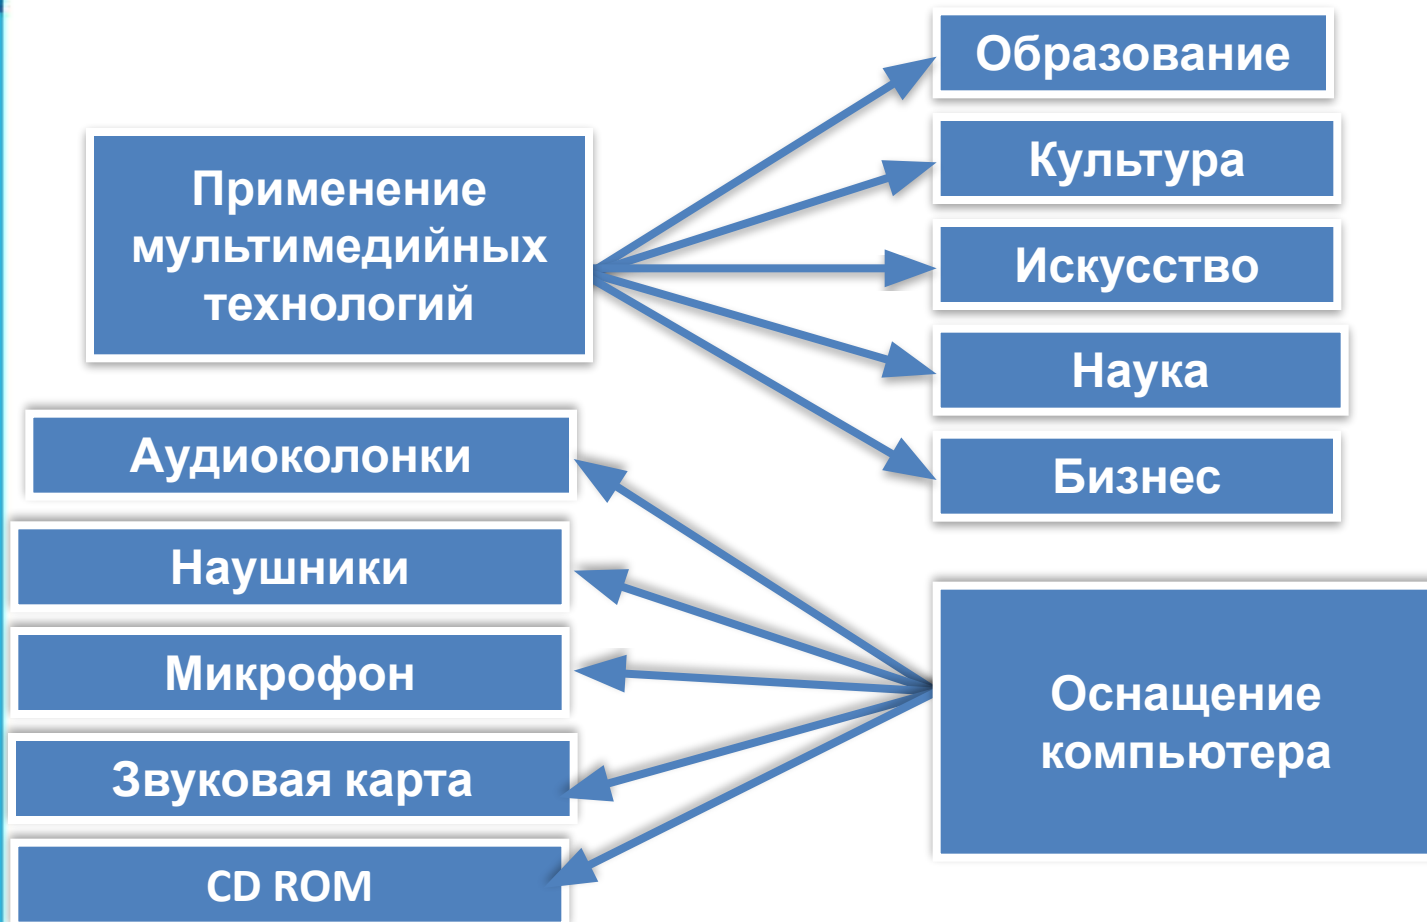 Применение
мультимедийных
технологий
Образование
Культура
Искусство
Наука
Бизнес
Аудиоколонки
Наушники
Микрофон
Звуковая карта
CD ROM
Оснащение
компьютера